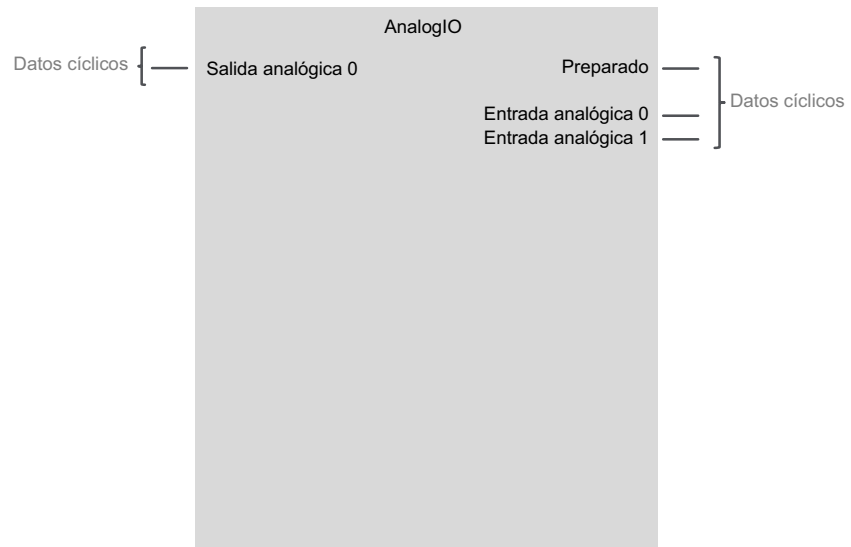 AnalogIO
Datos cíclicos
Salida analógica 0
Preparado
Entrada analógica 0
Entrada analógica 1
Datos cíclicos